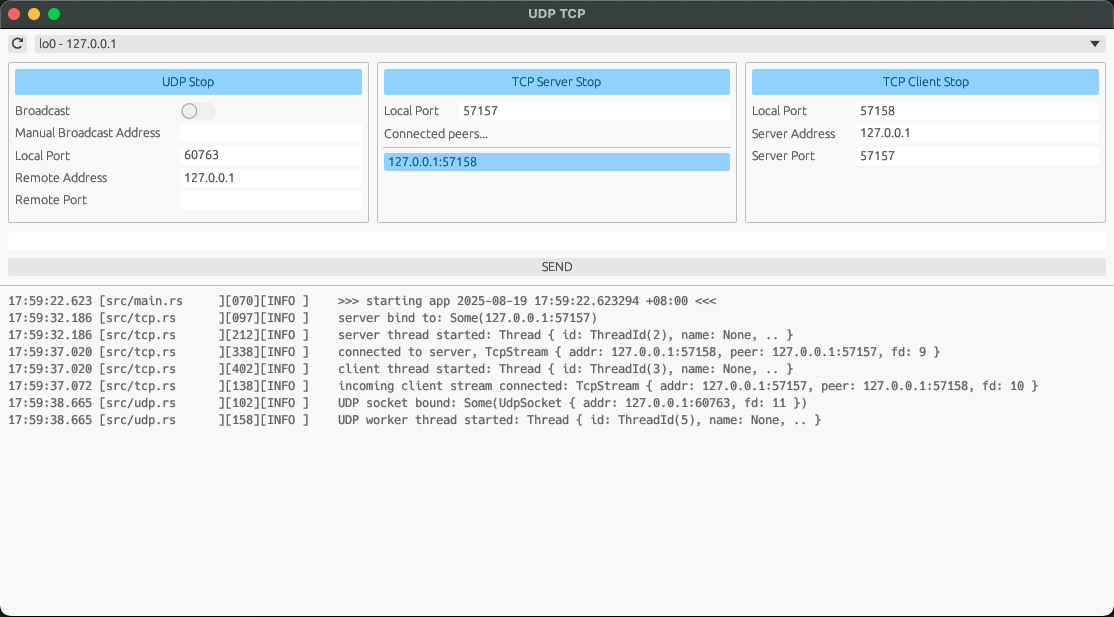 UDP TCP
lo0 - 127.0.0.1
UDP Stop
Broadcast
Manual Broadcast Address
Local Port 60763
Remote Address 127.0.0.1
Remote Port
TCP Server Stop
Local Port 57157
Connected peers...
127.0.0.1:57158
TCP Client Stop
Local Port 57158
Server Address 127.0.0.1
Server Port 57157
SEND
17:59:22.623 [src/main.rs     ][070][INFO ]    >>> starting app 2025-08-19 17:59:22.623294 +08:00 <<<
17:59:32.186 [src/tcp.rs      ][097][INFO ]    server bind to: Some(127.0.0.1:57157)
17:59:32.186 [src/tcp.rs      ][212][INFO ]    server thread started: Thread { id: ThreadId(2), name: None, .. }
17:59:37.020 [src/tcp.rs      ][338][INFO ]    connected to server, TcpStream { addr: 127.0.0.1:57158, peer: 127.0.0.1:57157, fd: 9 }
17:59:37.020 [src/tcp.rs      ][402][INFO ]    client thread started: Thread { id: ThreadId(3), name: None, .. }
17:59:37.072 [src/tcp.rs      ][138][INFO ]    incoming client stream connected: TcpStream { addr: 127.0.0.1:57157, peer: 127.0.0.1:57158, fd: 10 }
17:59:38.665 [src/udp.rs      ][102][INFO ]    UDP socket bound: Some(UdpSocket { addr: 127.0.0.1:60763, fd: 11 })
17:59:38.665 [src/udp.rs      ][158][INFO ]    UDP worker thread started: Thread { id: ThreadId(5), name: None, .. }